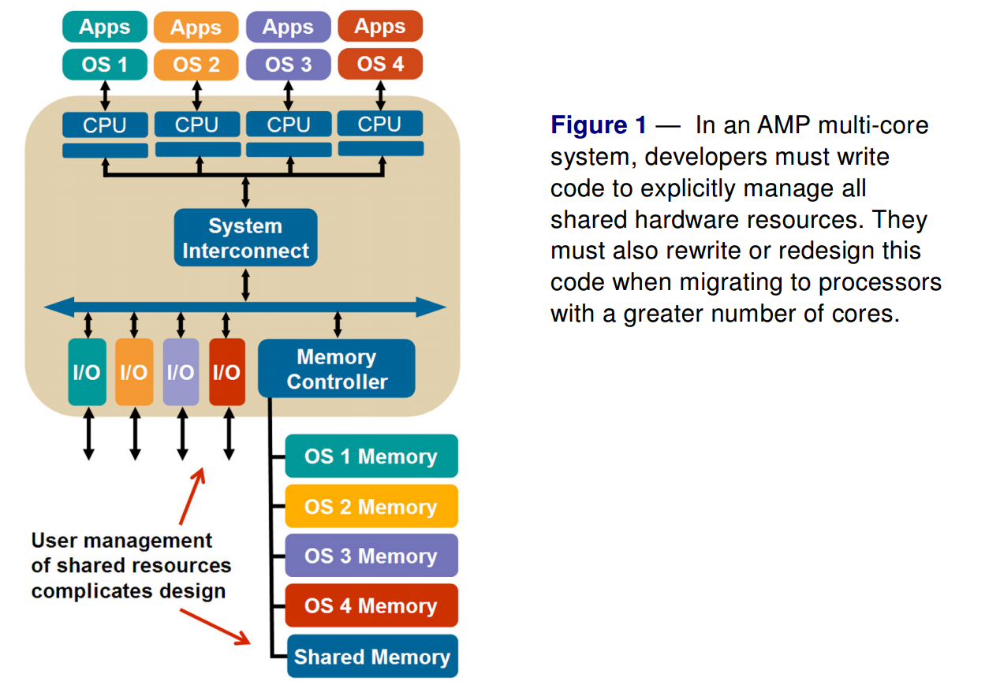 Apps Apps Apps Apps
OS 1 OS 2 OS 3 OS 4
CPU CPU CPU CPU
System
Interconnect
I/O I/O I/O I/O
Memory
Controller
OS 1 Memory
OS 2 Memory
OS 3 Memory
OS 4 Memory
Shared Memory
User management
of shared resources
complicates design
Figure 1 — In an AMP multi-core
system, developers must write
code to explicitly manage all
shared hardware resources. They
must also rewrite or redesign this
code when migrating to processors
with a greater number of cores.